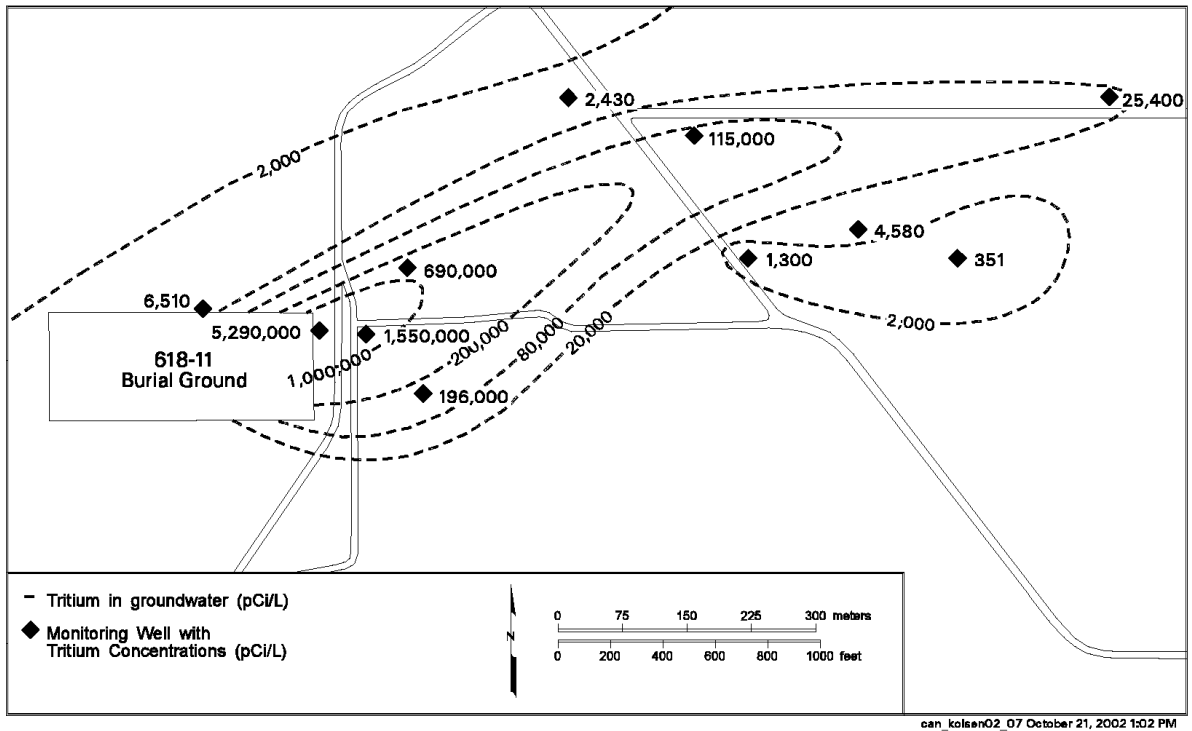 2,430
25,400
115,000
2,000
4,580
1,300
351
690,000
6,510
5,290,000
1,550,000
618-11
Burial Ground
1,000,000
200,000
80,000
20,000
2,000
196,000
Tritium in groundwater (pCi/L)
Monitoring Well with
Tritium Concentrations (pCi/L)
N
0 75 150 225 300 meters
0 200 400 600 800 1000 feet
can_kolsen02_07 October 21, 2002 1:02 PM